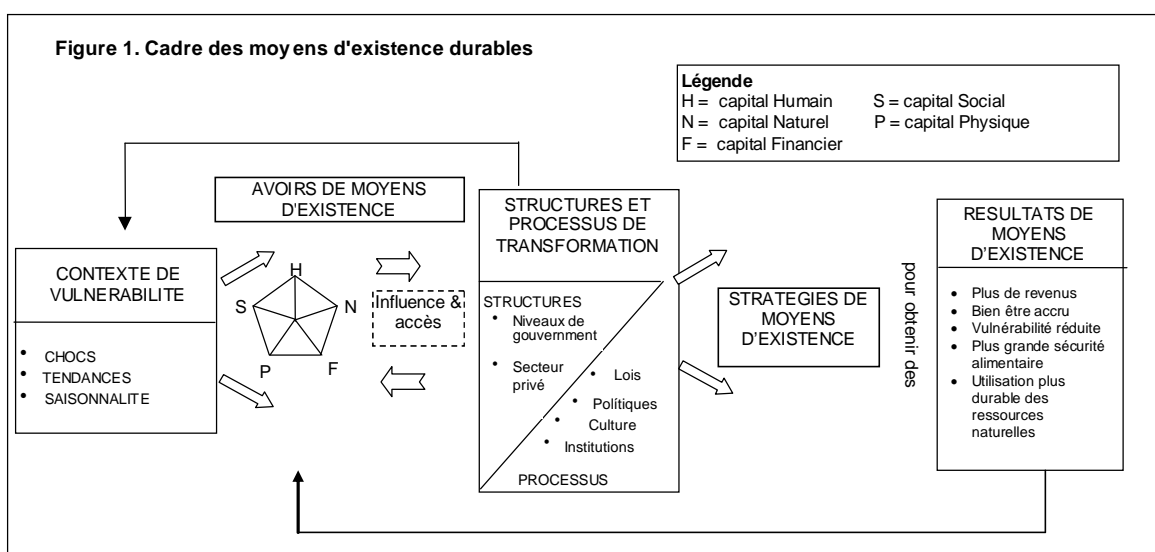 Figure 1. Cadre des moyens d'existence durables
Légende
H = capital Humain S = capital Social
N = capital Naturel P = capital Physique
F = capital Financier
AVOIRS DE MOYENS
D'EXISTENCE
CONTEXTE DE
VULNERABILITE
• CHOCS
• TENDANCES
• SAISONNALITE
H
S
N
P
F
Influence &
accès
STRUCTURES ET
PROCESSUS DE
TRANSFORMATION
STRUCTURES
• Niveaux de
gouvernment
• Secteur
privé
• Lois
• Polítiques
• Culture
• Institutions
PROCESSUS
STRATEGIES DE
MOYENS
D'EXISTENCE
pour obtenir des
RESULTATS DE
MOYENS
D'EXISTENCE
• Plus de revenus
• Bien être accru
• Vulnérabilité réduite
• Plus grande sécurité
alimentaire
• Utilisation plus
durable des
ressources
naturelles